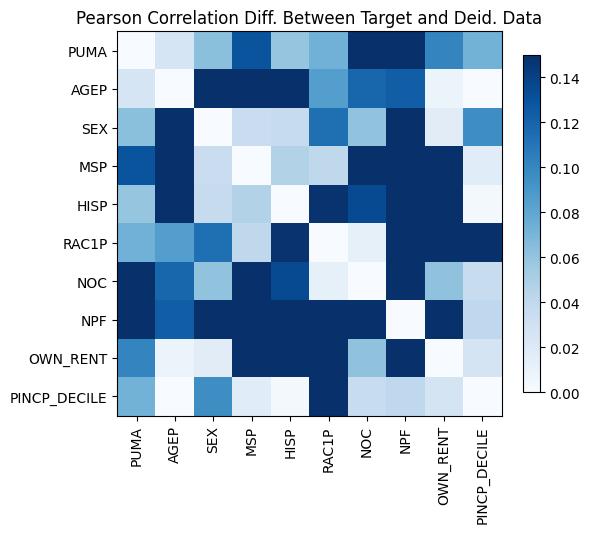 Pearson Correlation Diff. Between Target and Deid. Data
PUMA
AGEP
SEX
MSP
HISP
RAC1P
NOC
NPF
OWN_RENT
PINCP_DECILE
PUMA
AGEP
SEX
MSP
HISP
RAC1P
NOC
NPF
OWN_RENT
PINCP_DECILE
0.14
0.12
0.10
0.08
0.06
0.04
0.02
0.00